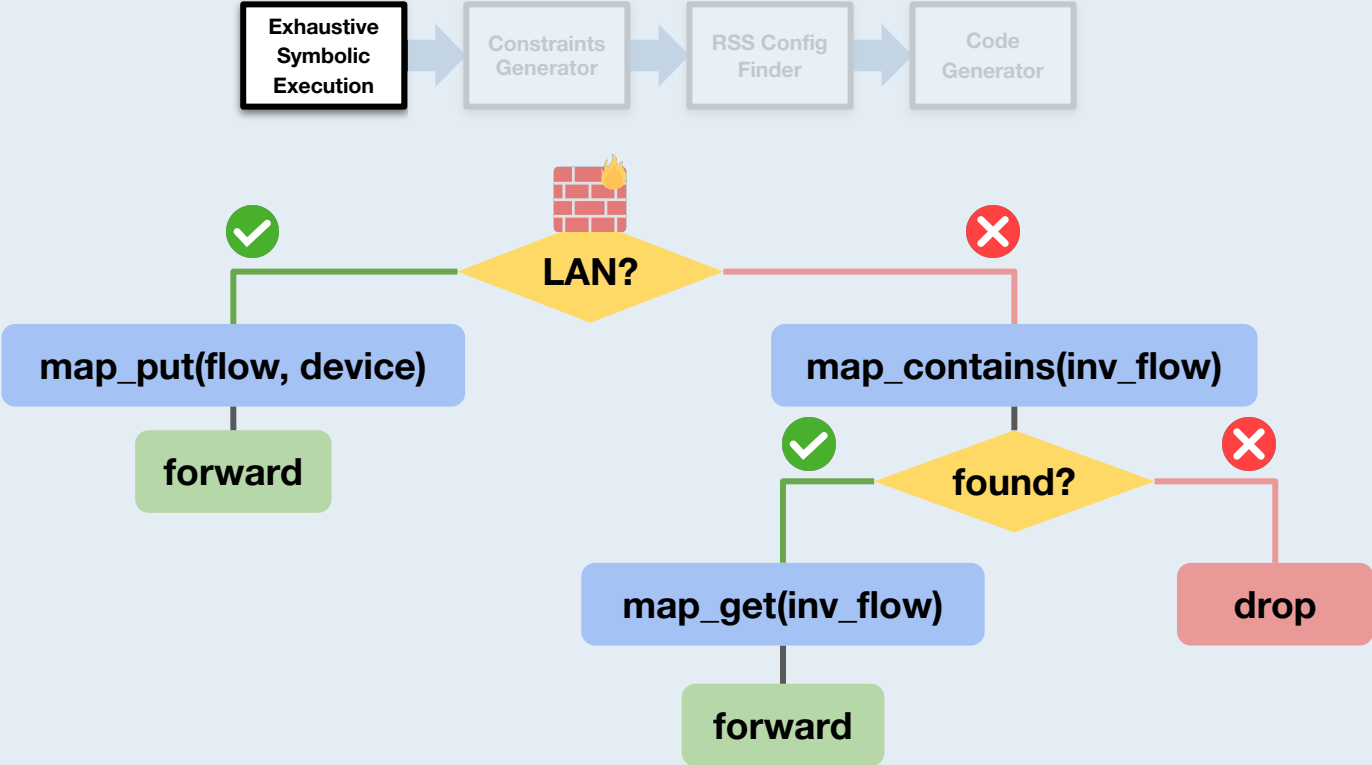 Exhaustive
Symbolic
Execution
Constraints
Generator
RSS Config
Finder
Code
Generator
LAN?
map_put(flow, device)
map_contains(inv_flow)
forward
found?
map_get(inv_flow)
drop
forward